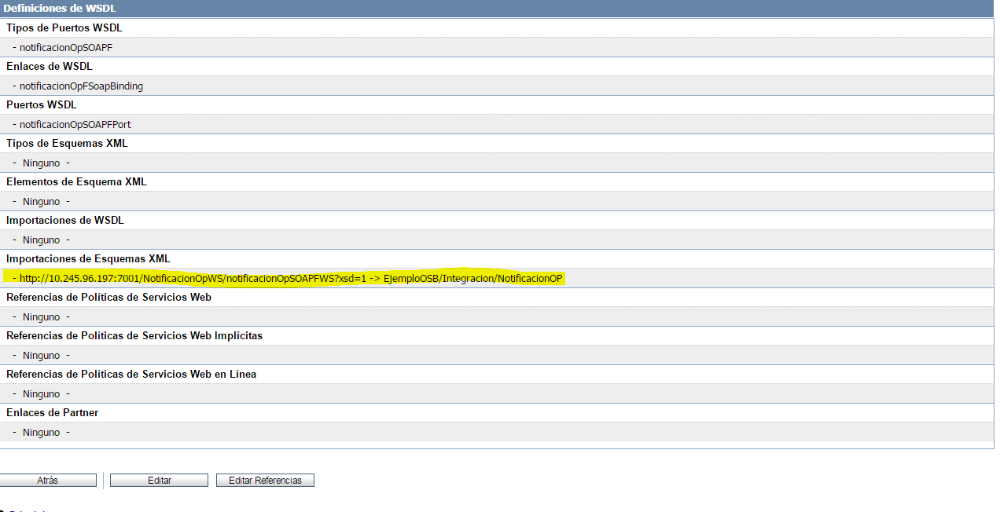 Definiciones de WSDL
Tipos de Puertos WSDL
- notificacionOpSOAPF
Enlaces de WSDL
- notificacionOpFSoapBinding
Puertos WSDL
- notificacionOpSOAPFPort
Tipos de Esquemas XML
- Ninguno -
Elementos de Esquema XML
- Ninguno -
Importaciones de WSDL
- Ninguno -
Importaciones de Esquemas XML
- http://10.245.96.197:7001/NotificacionOpWS/notificacionOpSOAPFWS?xsd=1 -> EjemploOSB/Integracion/NotificacionOP
Referencias de Políticas de Servicios Web
- Ninguno -
Referencias de Políticas de Servicios Web Implícitas
- Ninguno -
Referencias de Políticas de Servicios Web en Línea
- Ninguno -
Enlaces de Partner
- Ninguno -
Atrás Editar Editar Referencias